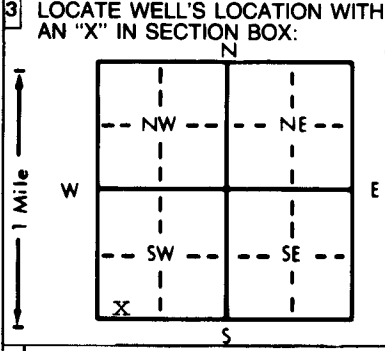 3 LOCATE WELL'S LOCATION WITH
AN "X" IN SECTION BOX:
N
NW NE
W E
1 Mile
SW SE
X
S